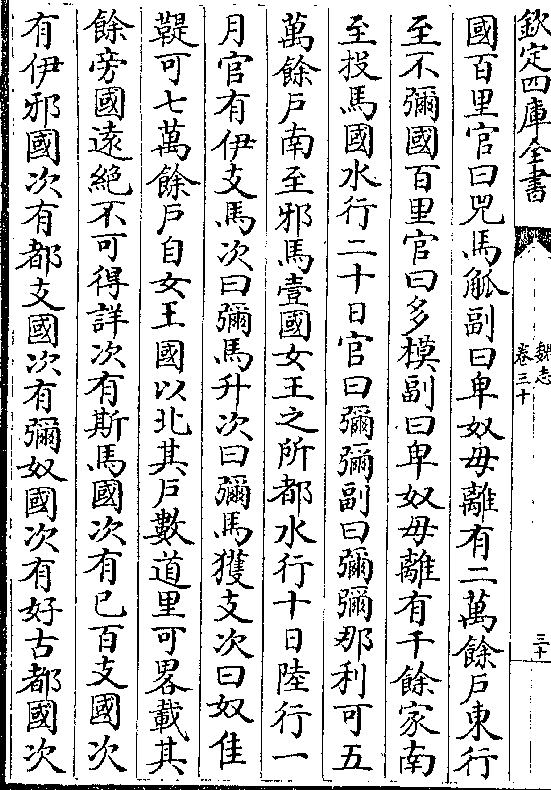 欽定四庫全書
魏志
卷三十
三十
國百里官曰兕馬觚副曰卑奴毋離有二萬餘戸東行
至不彌國百里官曰多模副曰卑奴毋離有千餘家南
至投馬國水行二十日官曰彌彌副曰彌彌那利可五
萬餘戸南至邪馬壹國女王之所都水行十日陸行一
月官有伊支馬次曰彌馬升次曰彌馬獲支次曰奴佳
鞮可七萬餘戸自女王國以北其戸數道里可畧載其
餘旁國遠絶不可得詳次有斯馬國次有已百支國次
有伊邪國次有都支國次有彌奴國次有好古都國次